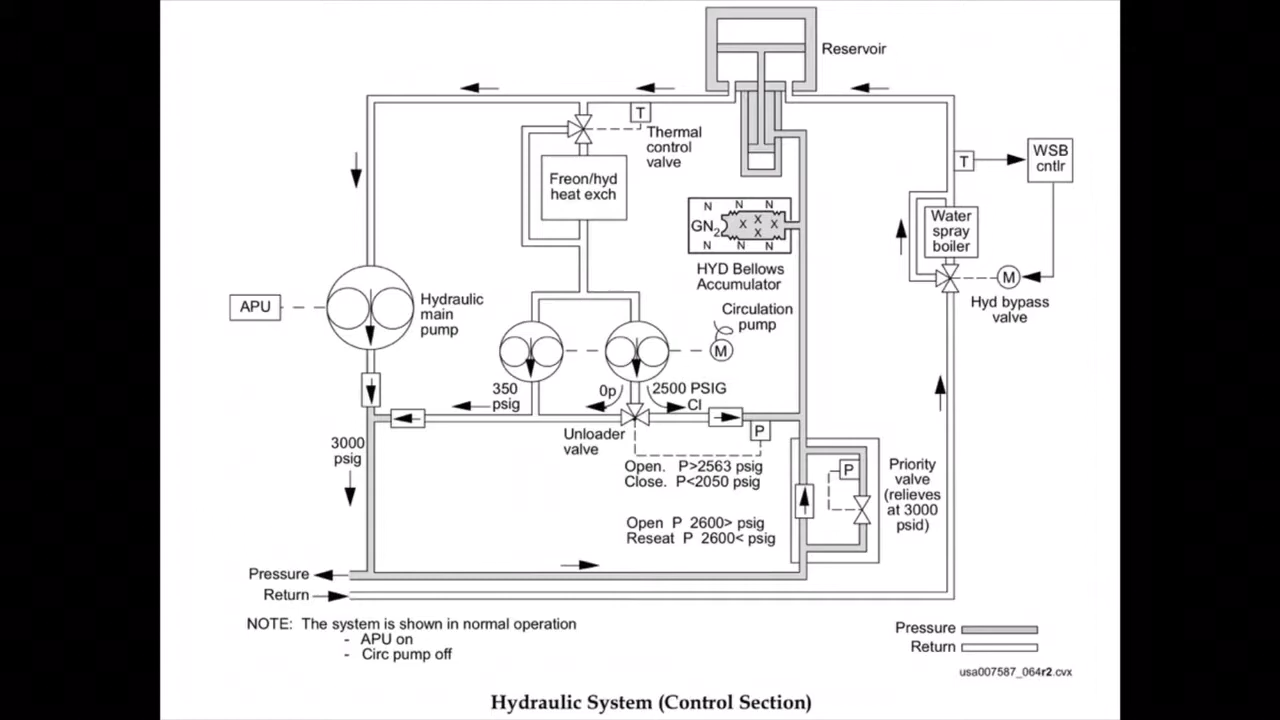 Reservoir
T
Thermal
control
valve
Freon/hyd
heat exch
T
WSB
cntlr
N N N
GN2
X X X
X
N N N
HYD Bellows
Accumulator
Water
spray
boiler
M
Hyd bypass
valve
APU
Hydraulic
main
pump
Circulation
pump
M
350
psig
0p
2500 PSIG
Cl
Unloader
valve
P
3000
psig
Open. P>2563 psig
Close. P<2050 psig
Open P 2600> psig
Reseat P 2600< psig
P
Priority
valve
(relieves
at 3000
psid)
Pressure
Return
NOTE: The system is shown in normal operation
- APU on
- Circ pump off
Pressure
Return
usa007587_064r2.cvx
Hydraulic System (Control Section)